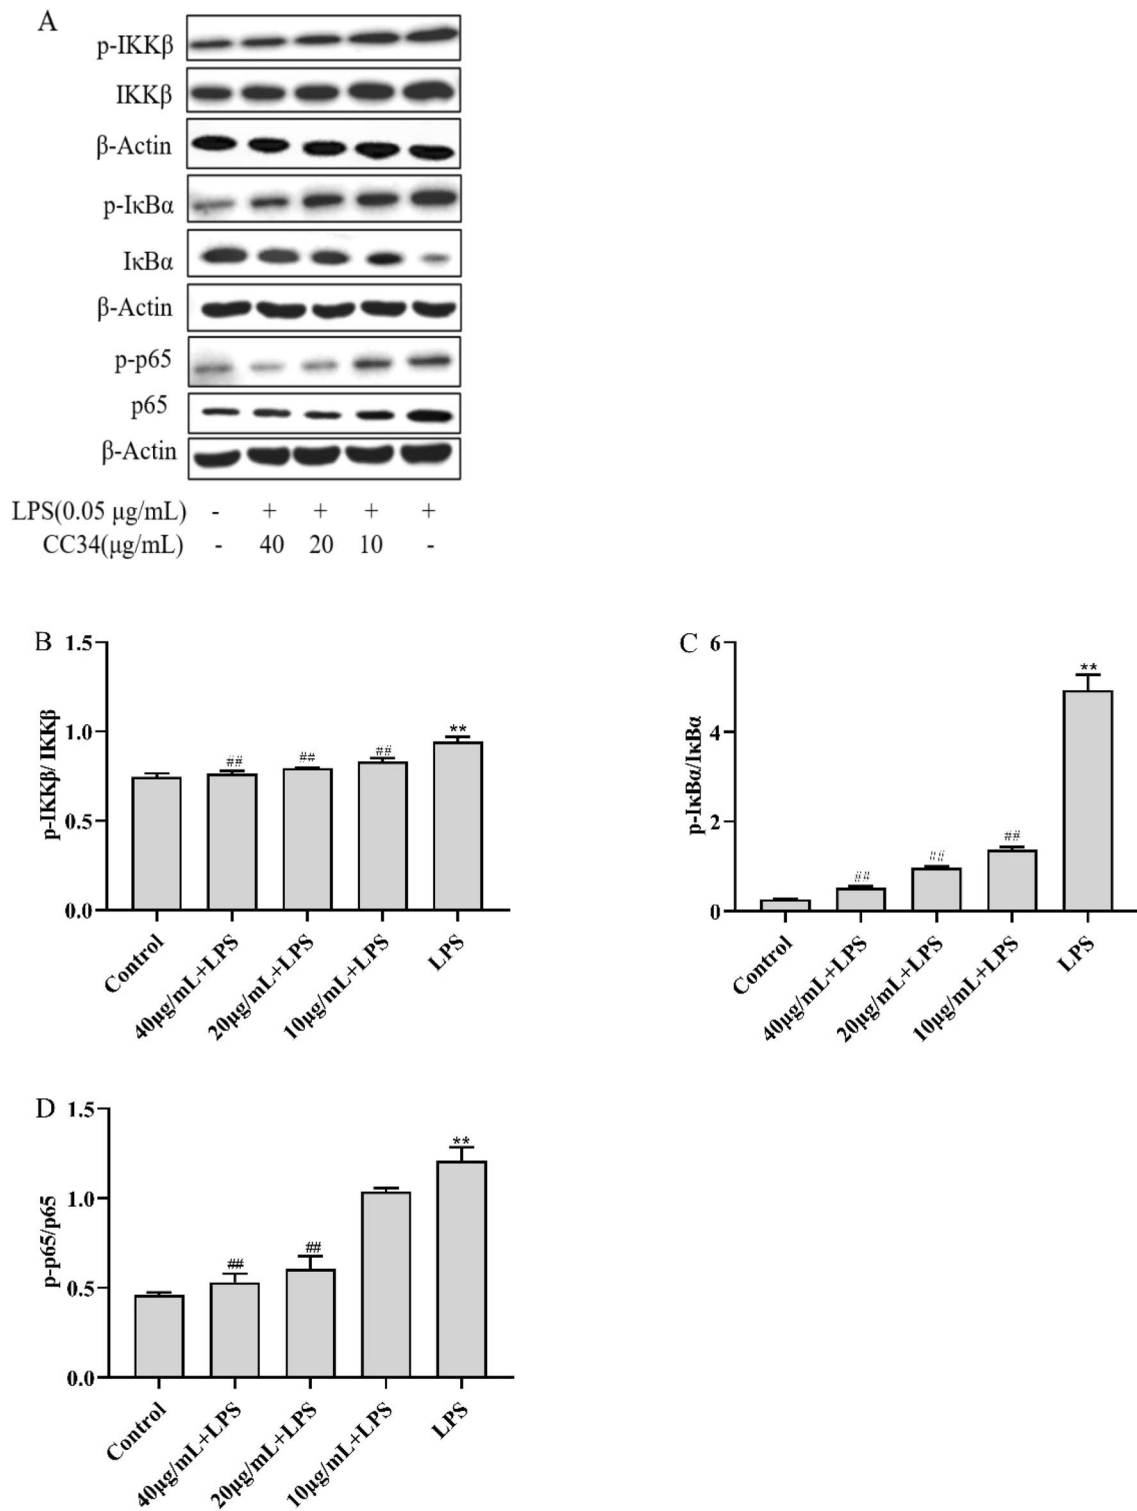 A
p-IKKβ
IKKβ
β-Actin
p-IκBα
IκBα
β-Actin
p-p65
p65
β-Actin
LPS(0.05 μg/mL) - + + + +
CC34(μg/mL) - 40 20 10 -
B
p-IKKβ/ IKKβ
1.5
1.0
0.5
0.0
## ## ## **
Control
40μg/mL+LPS
20μg/mL+LPS
10μg/mL+LPS
LPS
C
p-IκBα/IκBα
6
4
2
0
## ## ## **
Control
40μg/mL+LPS
20μg/mL+LPS
10μg/mL+LPS
LPS
D
p-p65/p65
1.5
1.0
0.5
0.0
## ## **
Control
40μg/mL+LPS
20μg/mL+LPS
10μg/mL+LPS
LPS